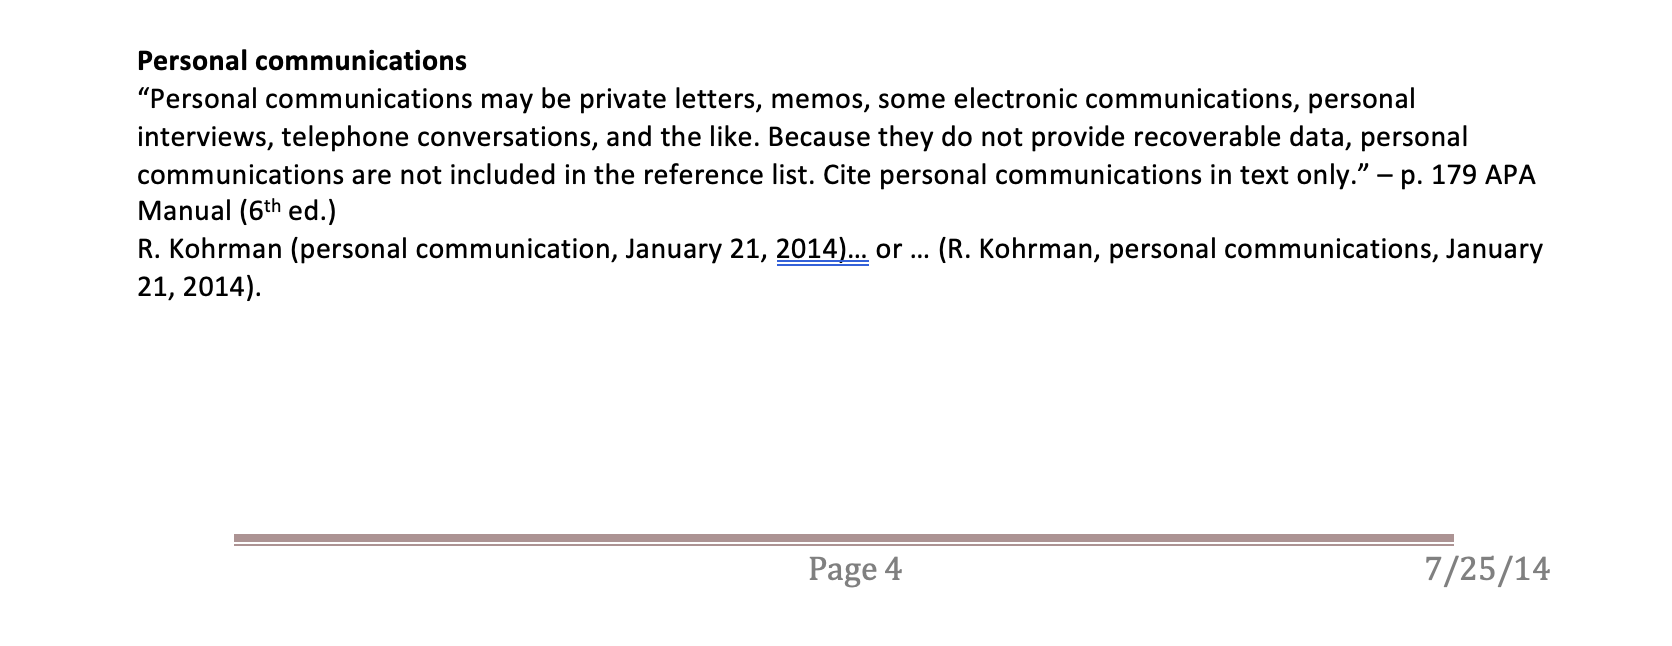 Personal communications
“Personal communications may be private letters, memos, some electronic communications, personal
interviews, telephone conversations, and the like. Because they do not provide recoverable data, personal
communications are not included in the reference list. Cite personal communications in text only.” – p. 179 APA
Manual (6th ed.)
R. Kohrman (personal communication, January 21, 2014)... or ... (R. Kohrman, personal communications, January
21, 2014).
Page 4
7/25/14